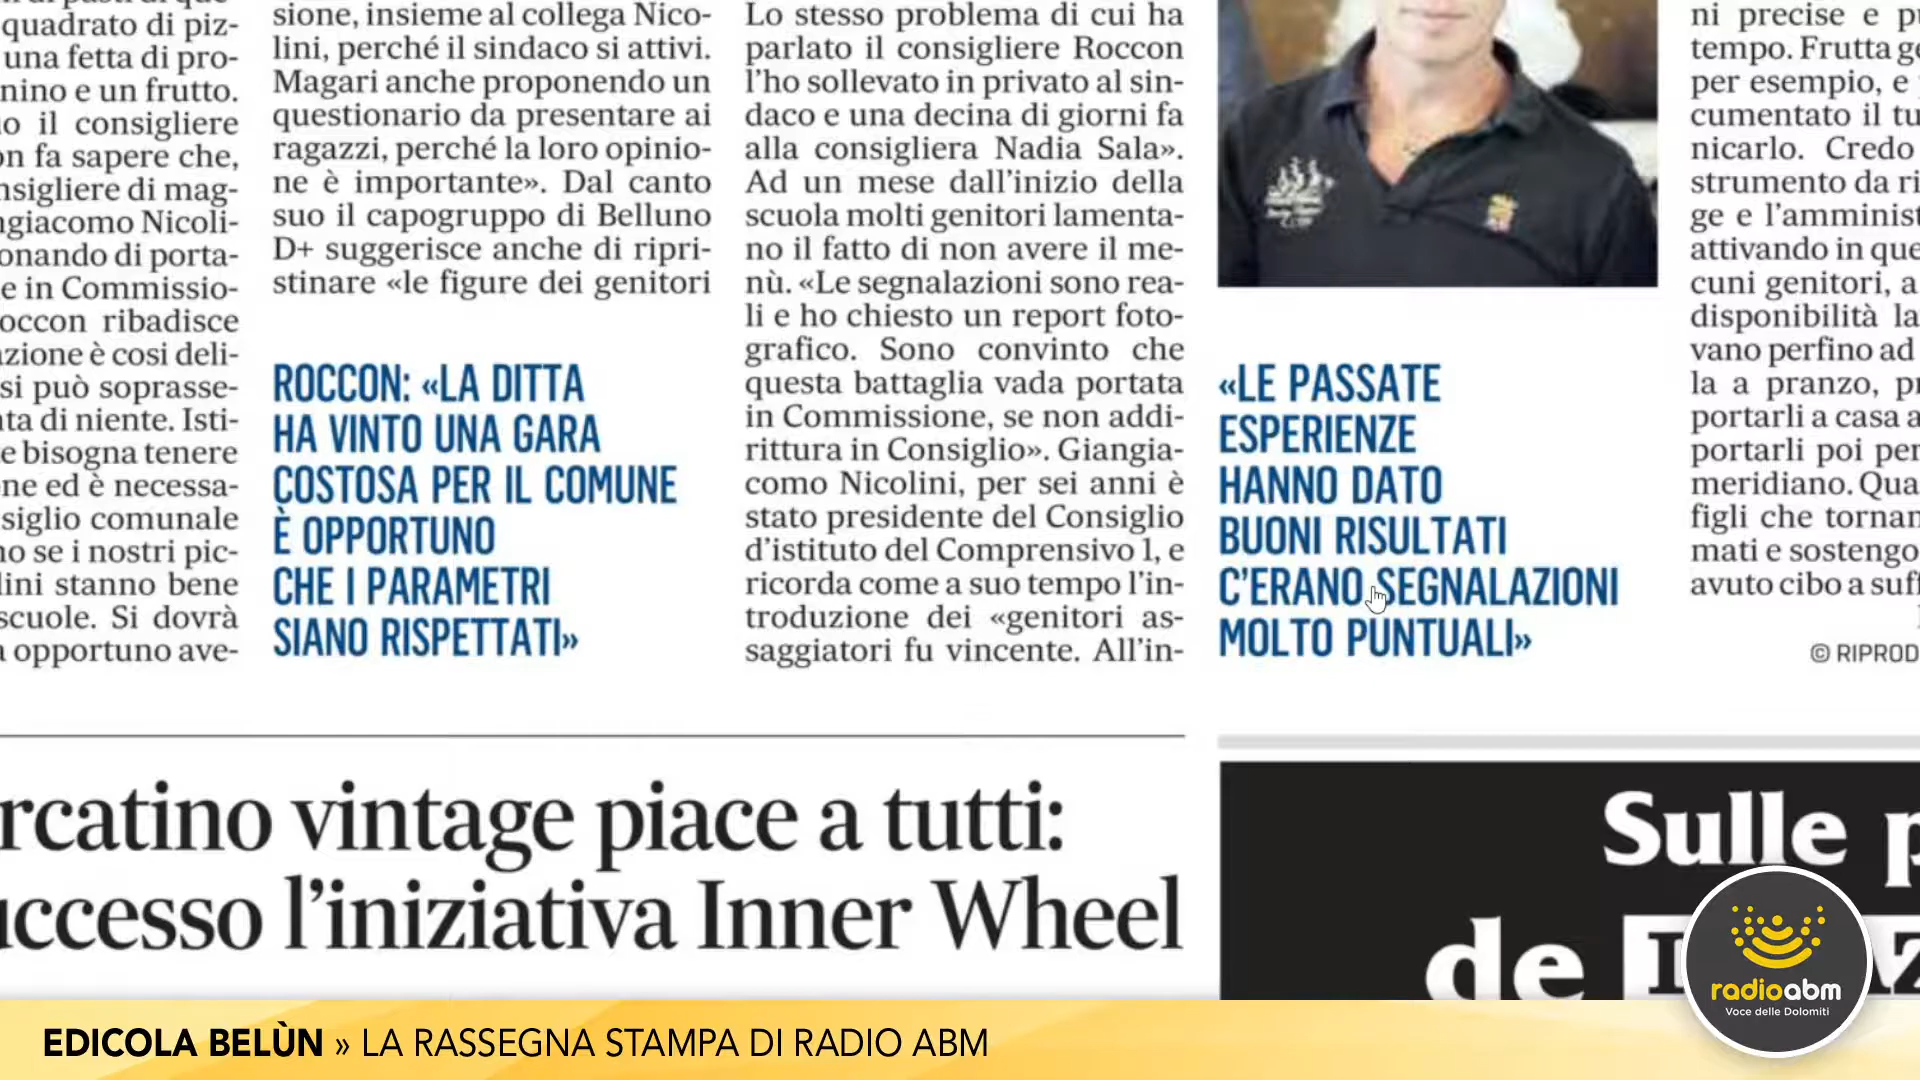 quadrato di piz-
una fetta di pro-
nino e un frutto.
il consigliere
fa sapere che,
nsigliere di mag-
ngiacomo Nicoli-
onando di porta-
e in Commissio-
occon ribadisce
azione è cosi deli-
si può soprasse-
nta di niente. Isti-
e bisogna tenere
ne ed è necessa-
siglio comunale
no se i nostri pic-
lini stanno bene
scuole. Si dovrà
opportuno ave-
sione, insieme al collega Nico-
lini, perché il sindaco si attivi.
Magari anche proponendo un
questionario da presentare ai
ragazzi, perché la loro opinio-
ne è importante». Dal canto
suo il capogruppo di Belluno
D+ suggerisce anche di ripri-
stinare «le figure dei genitori
ROCCON: «LA DITTA
HA VINTO UNA GARA
COSTOSA PER IL COMUNE
È OPPORTUNO
CHE I PARAMETRI
SIANO RISPETTATI»
Lo stesso problema di cui ha
parlato il consigliere Roccon
l'ho sollevato in privato al sin-
daco e una decina di giorni fa
alla consigliera Nadia Sala».
Ad un mese dall'inizio della
scuola molti genitori lamenta-
no il fatto di non avere il me-
nù. «Le segnalazioni sono rea-
li e ho chiesto un report foto-
grafico. Sono convinto che
questa battaglia vada portata
in Commissione, se non addi-
rittura in Consiglio». Giangia-
como Nicolini, per sei anni è
stato presidente del Consiglio
d'istituto del Comprensivo 1, e
ricorda come a suo tempo l'in-
troduzione dei «genitori as-
saggiatori fu vincente. All'in-
«LE PASSATE
ESPERIENZE
HANNO DATO
BUONI RISULTATI
C'ERANO SEGNALAZIONI
MOLTO PUNTUALI»
ni precise e
tempo. Frutta
per esempio, e
cumentato il
nicarlo. Credo
strumento da
ge e l'amminist
attivando in
cuni genitori, a
disponibilità
vano perfino ad
la a pranzo,
portarli a casa
portarli poi per
meridiano.
figli che tornan
mati e sostengo
avuto cibo a suf
© RIPROD
rcatino vintage piace a tutti:
uccesso l'iniziativa Inner Wheel
Sulle p
de
radioabm
Voce delle Dolomiti
EDICOLA BELÙN » LA RASSEGNA STAMPA DI RADIO ABM